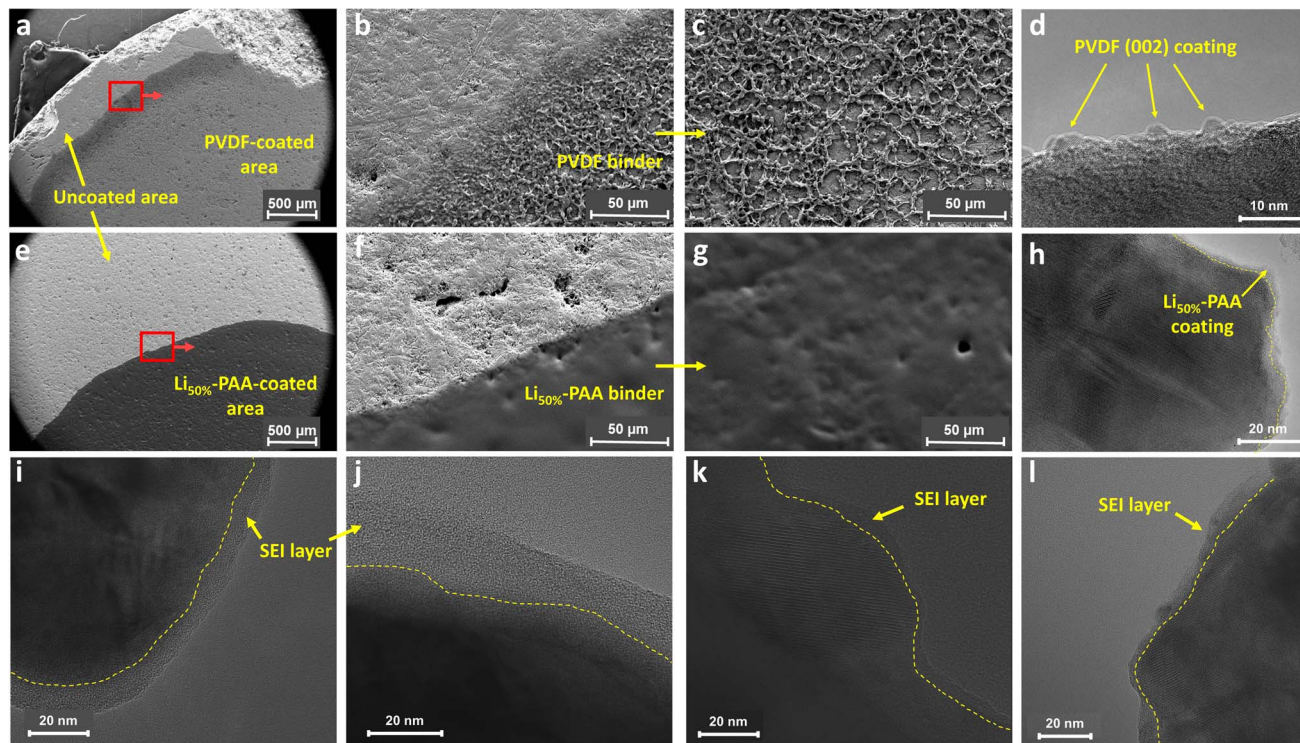 a
PVDF-coated
area
Uncoated area
500 µm
b
PVDF binder
50 µm
c
50 µm
d
PVDF (002) coating
10 nm
e
Li50%-PAA-coated
area
500 µm
f
Li50%-PAA binder
50 µm
g
50 µm
h
Li50%-PAA
coating
20 nm
i
SEI layer
20 nm
j
20 nm
k
SEI layer
20 nm
l
SEI layer
20 nm